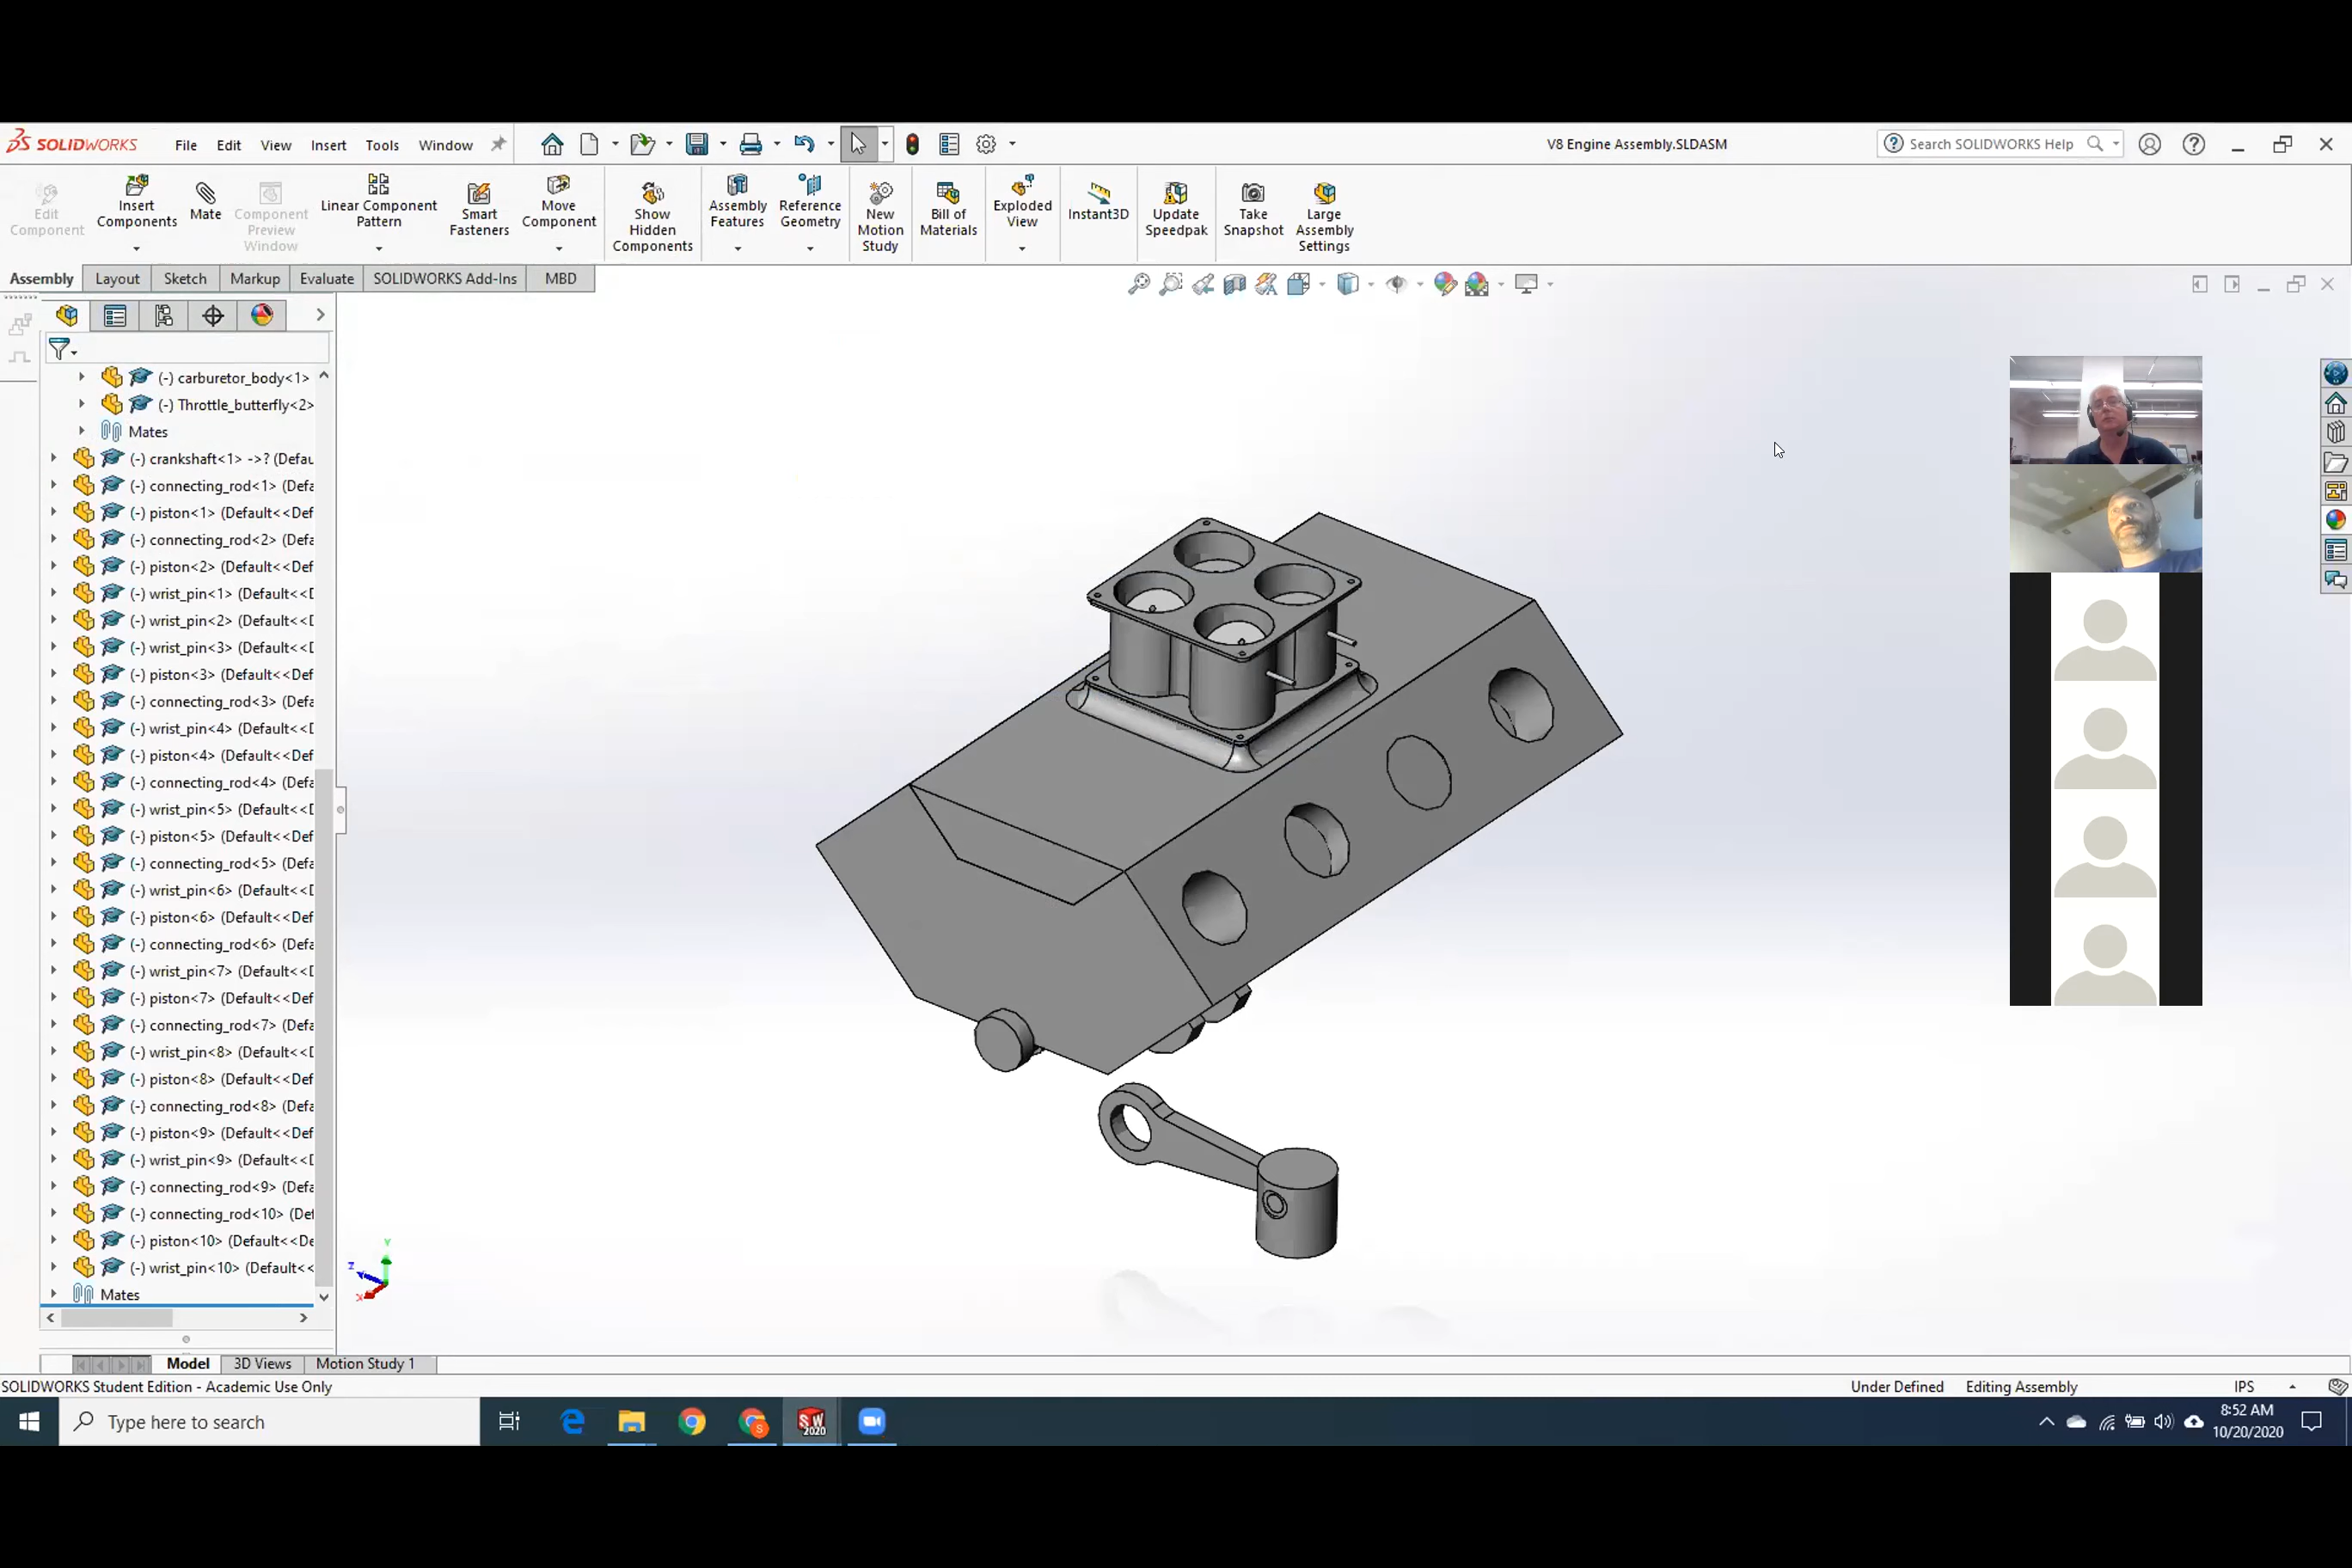 SOLIDWORKS File Edit View Insert Tools Window V8 Engine Assembly.SLDASM Search SOLIDWORKS Help
Edit Component
Insert Components
Mate
Component Preview Window
Linear Component Pattern
Smart Fasteners
Move Component
Show Hidden Components
Assembly Features
Reference Geometry
New Motion Study
Bill of Materials
Exploded View
Instant3D
Update Speedpak
Take Snapshot
Large Assembly Settings
Assembly Layout Sketch Markup Evaluate SOLIDWORKS Add-Ins MBD
(-) carburetor_body<1>
(-) Throttle_butterfly<2>
Mates
(-) crankshaft<1> ->? (Defau
(-) connecting_rod<1> (Defa
(-) piston<1> (Default<<Def
(-) connecting_rod<2> (Defa
(-) piston<2> (Default<<Def
(-) wrist_pin<1> (Default<<D
(-) wrist_pin<2> (Default<<D
(-) wrist_pin<3> (Default<<D
(-) piston<3> (Default<<Def
(-) connecting_rod<3> (Defa
(-) wrist_pin<4> (Default<<D
(-) piston<4> (Default<<Def
(-) connecting_rod<4> (Defa
(-) wrist_pin<5> (Default<<D
(-) piston<5> (Default<<Def
(-) connecting_rod<5> (Defa
(-) wrist_pin<6> (Default<<D
(-) piston<6> (Default<<Def
(-) connecting_rod<6> (Defa
(-) wrist_pin<7> (Default<<D
(-) piston<7> (Default<<Def
(-) connecting_rod<7> (Defa
(-) wrist_pin<8> (Default<<D
(-) piston<8> (Default<<Def
(-) connecting_rod<8> (Defa
(-) piston<9> (Default<<Def
(-) wrist_pin<9> (Default<<D
(-) connecting_rod<9> (Defa
(-) connecting_rod<10> (Def
(-) piston<10> (Default<<De
(-) wrist_pin<10> (Default<<
Mates
Y
Z
X
Model 3D Views Motion Study 1
SOLIDWORKS Student Edition - Academic Use Only Under Defined Editing Assembly IPS
Type here to search
S
SW 2020
8:52 AM
10/20/2020